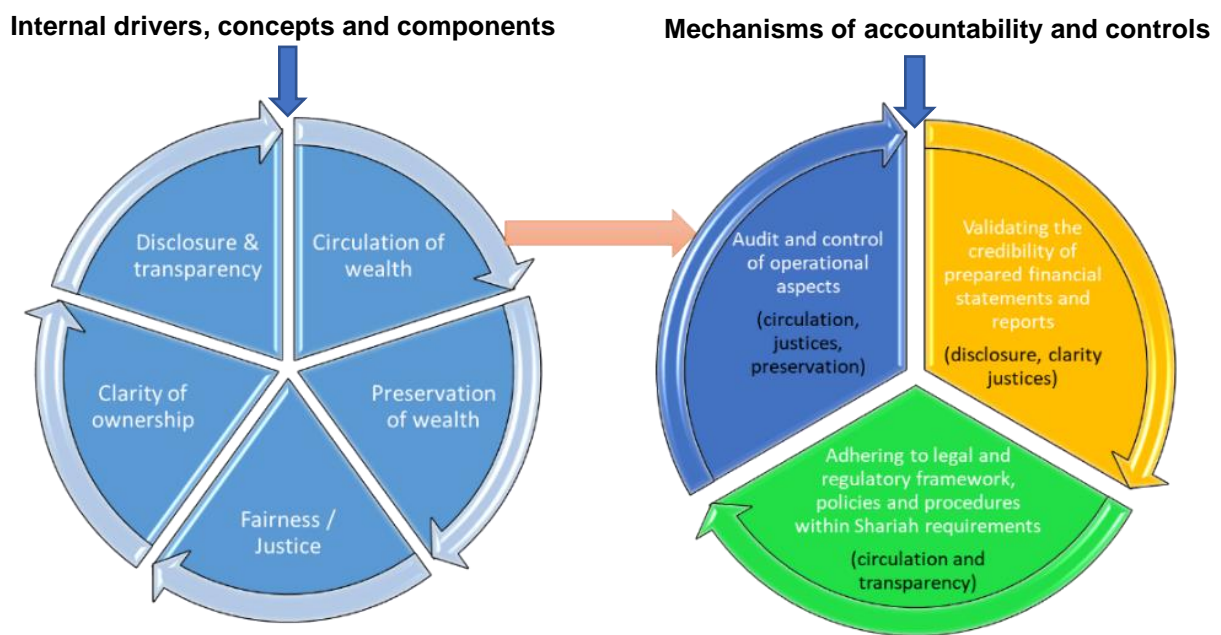 Internal drivers, concepts and components
Mechanisms of accountability and controls
Disclosure &
transparency
Circulation of
wealth
Preservation
of wealth
Fairness /
Justice
Clarity of
ownership
Audit and control
of operational
aspects
(circulation,
justices,
preservation)
Validating the
credibility of
prepared financial
statements and
reports
(disclosure, clarity
justices)
Adhering to legal and
regulatory framework,
policies and procedures
within Shariah requirements
(circulation and
transparency)